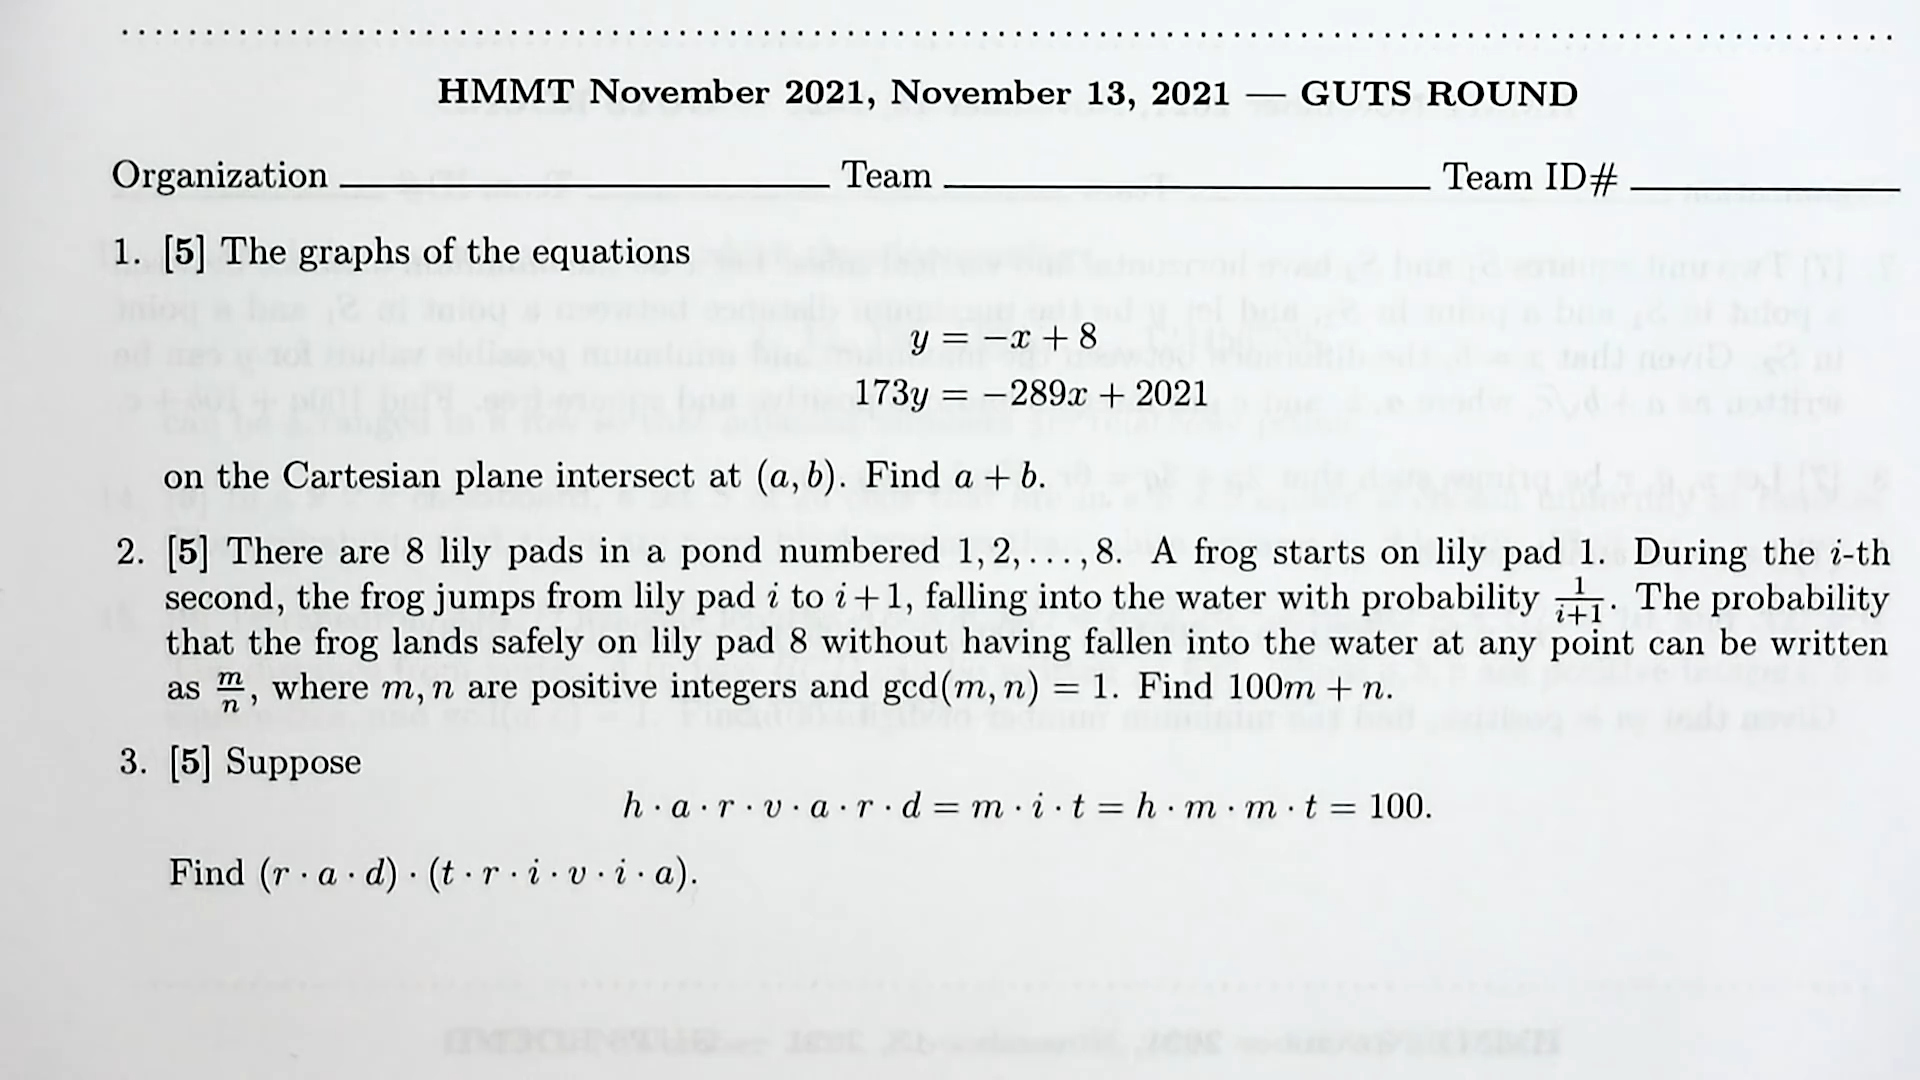 HMMT November 2021, November 13, 2021 — GUTS ROUND
Organization ____________ Team ____________ Team ID# ____________
1. [5] The graphs of the equations
y = −x + 8
173y = −289x + 2021
on the Cartesian plane intersect at (a, b). Find a + b.
2. [5] There are 8 lily pads in a pond numbered 1, 2, . . . , 8. A frog starts on lily pad 1. During the i-th
second, the frog jumps from lily pad i to i + 1, falling into the water with probability 1/(i+1). The probability
that the frog lands safely on lily pad 8 without having fallen into the water at any point can be written
as m/n, where m, n are positive integers and gcd(m, n) = 1. Find 100m + n.
3. [5] Suppose
h · a · r · v · a · r · d = m · i · t = h · m · m · t = 100.
Find (r · a · d) · (t · r · i · v · i · a).